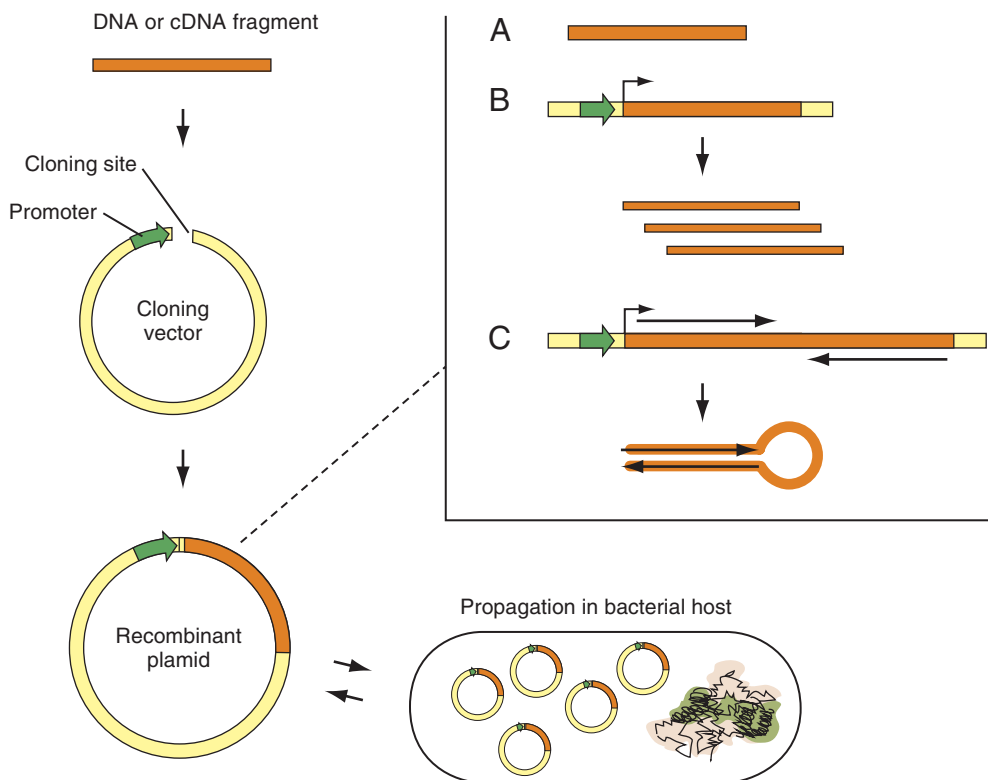 DNA or cDNA fragment
Cloning site
Promoter
Cloning
vector
Recombinant
plamid
A
B
C
Propagation in bacterial host